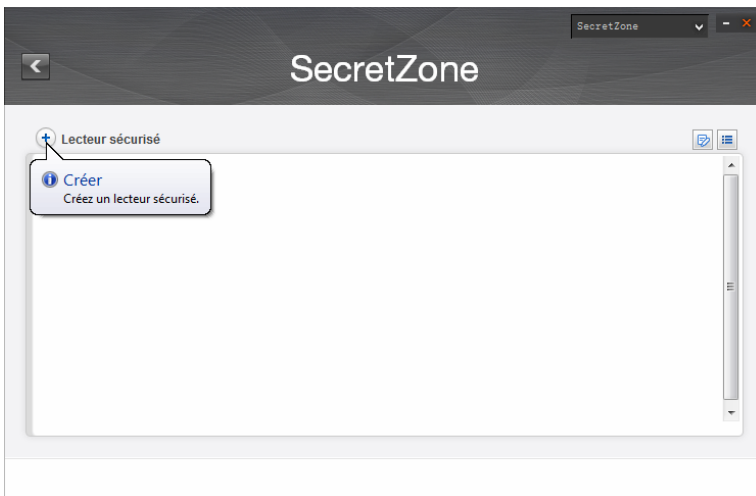 SecretZone
SecretZone
Lecteur sécurisé
Créer
Créez un lecteur sécurisé.